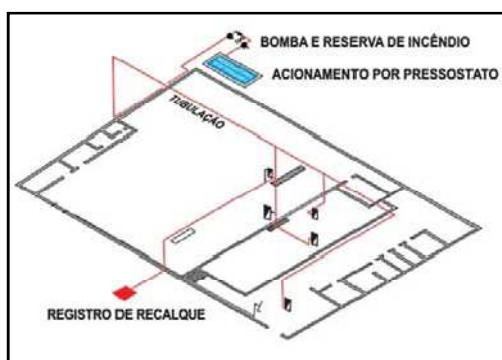 BOMBA E RESERVA DE INCÊNDIO
ACIONAMENTO POR PRESSOSTATO
TUBULAÇÃO
REGISTRO DE RECALQUE